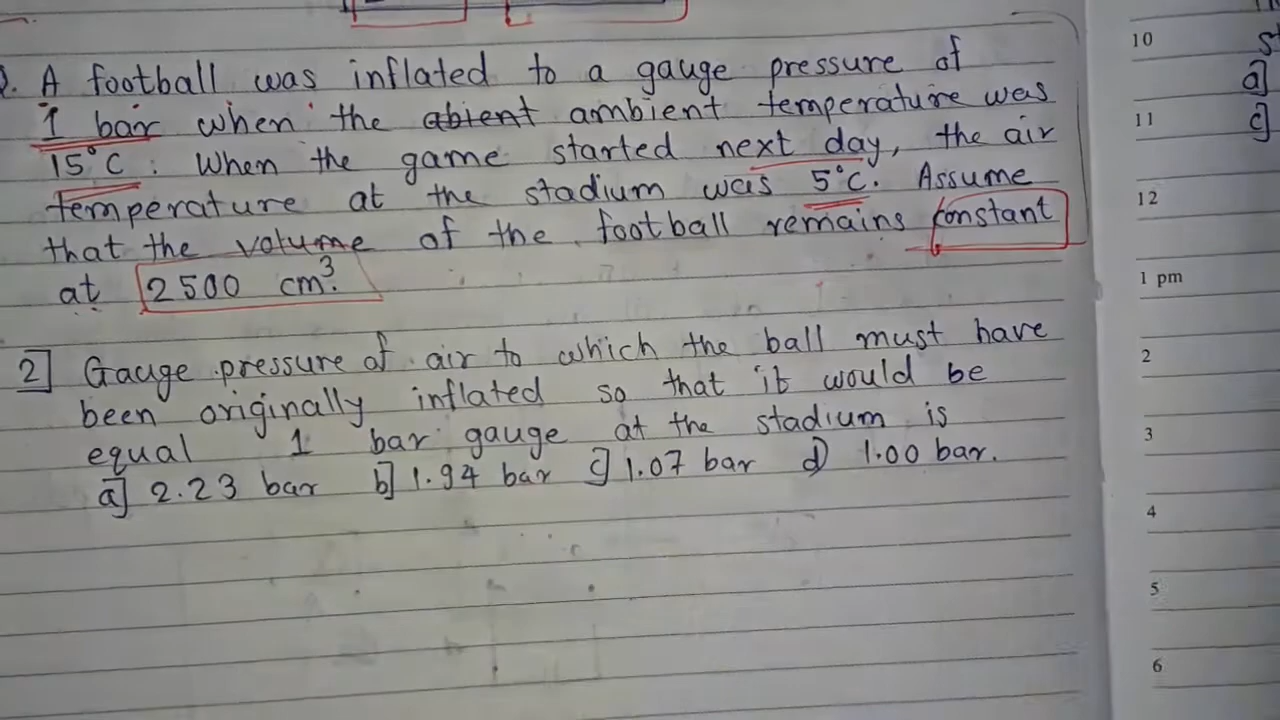 Q. A football was inflated to a gauge pressure of
1 bar when the abient ambient temperature was
15°C. When the game started next day, the air
temperature at the stadium was 5°C. Assume
that the volume of the football remains constant
at 2500 cm³.
2] Gauge pressure of air to which the ball must have
been originally inflated so that it would be
equal 1 bar gauge at the stadium is
a] 2.23 bar b] 1.94 bar c] 1.07 bar d) 1.00 bar.
10
a]
11
c]
12
1 pm
2
3
4
5
6